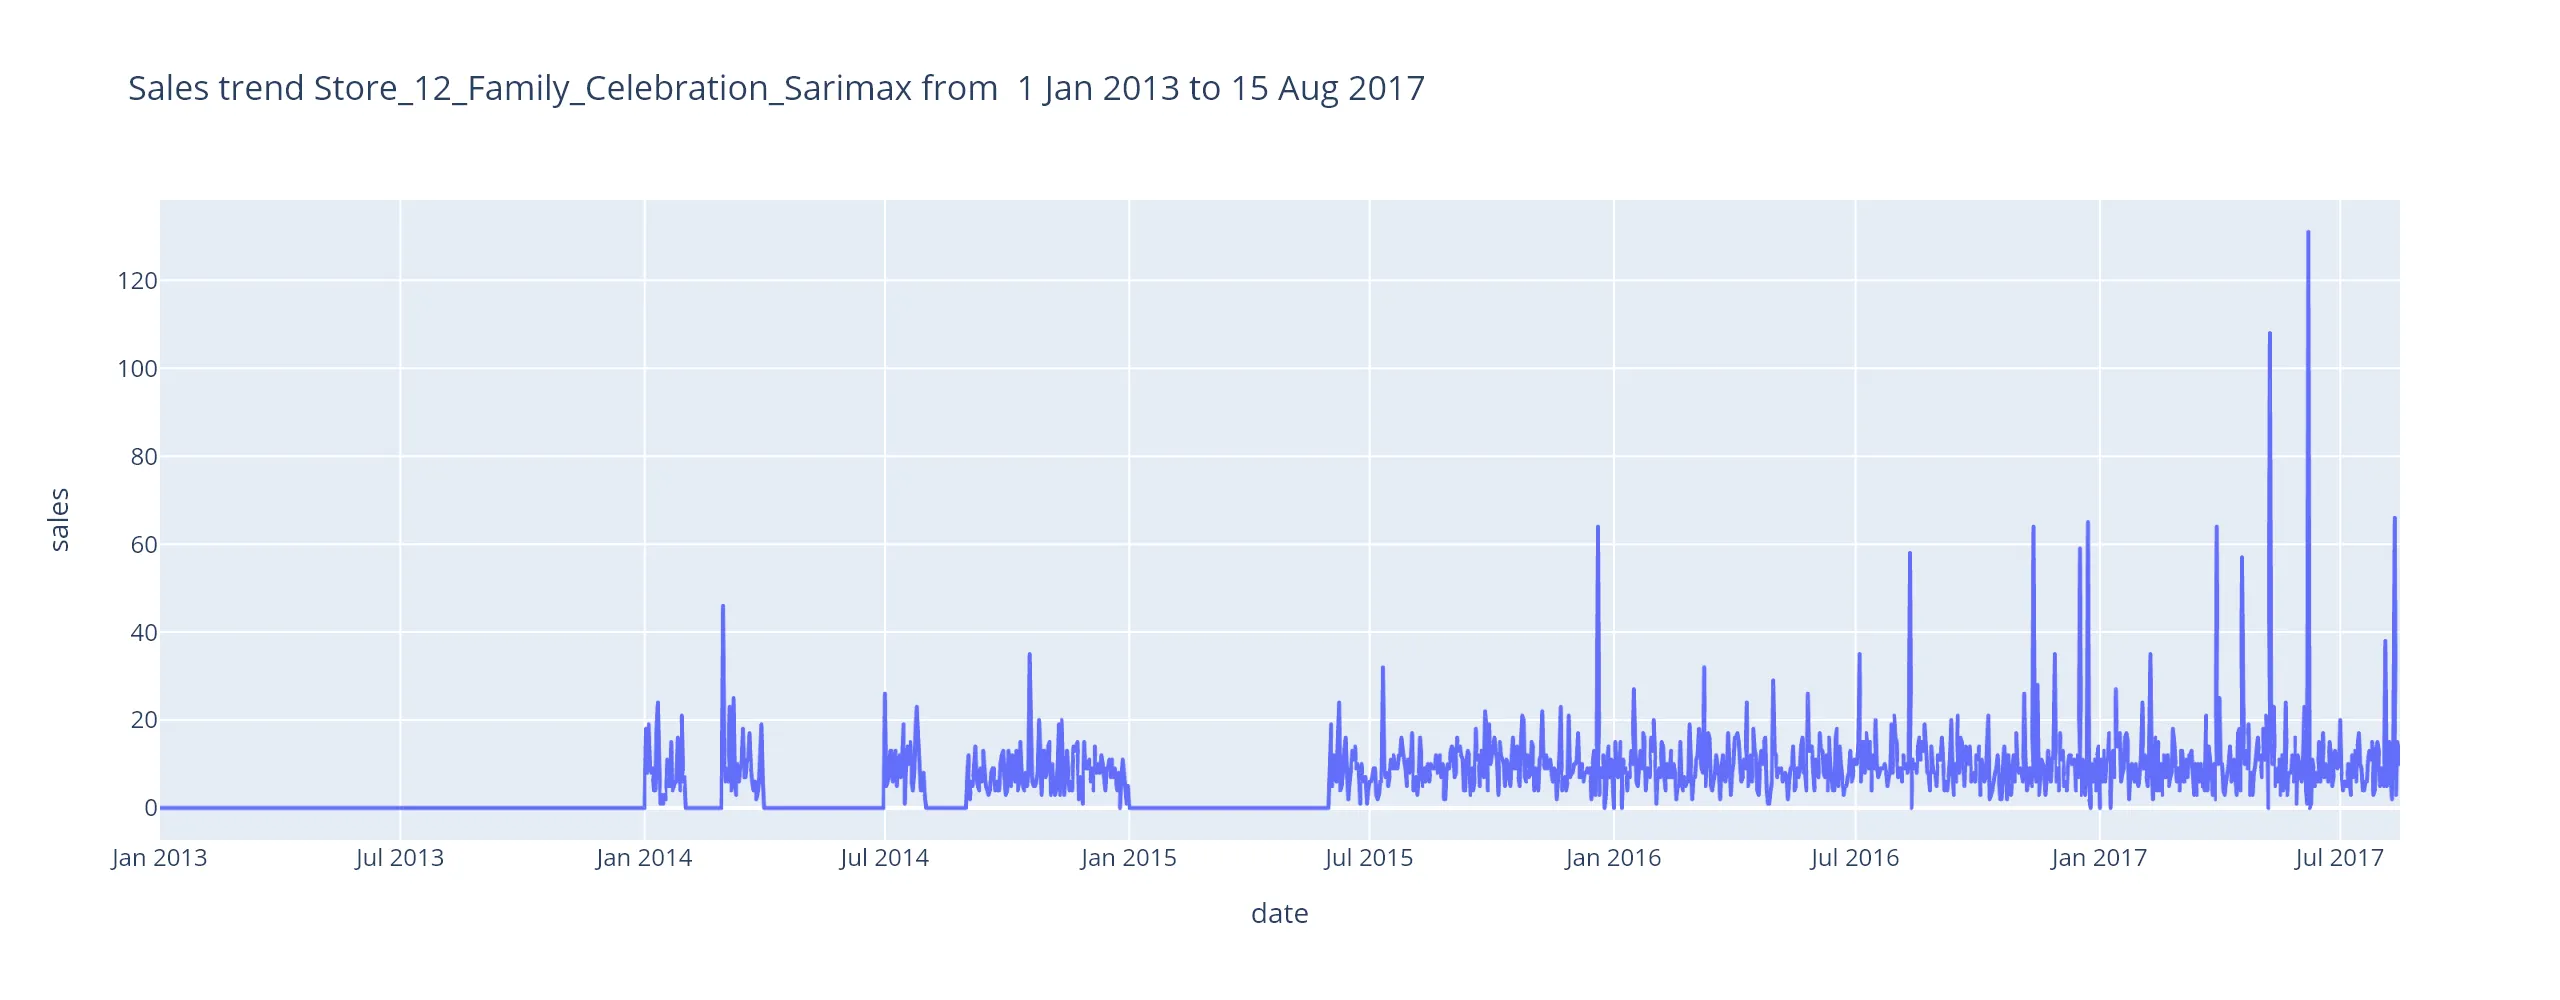 Sales trend Store_12_Family_Celebration_Sarimax from  1 Jan 2013 to 15 Aug 2017
120
100
80
60
40
20
0
sales
Jan 2013 Jul 2013 Jan 2014 Jul 2014 Jan 2015 Jul 2015 Jan 2016 Jul 2016 Jan 2017 Jul 2017
date